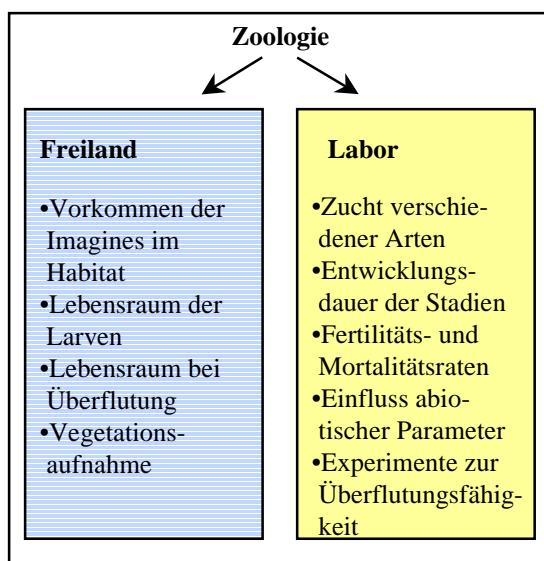 Zoologie
Freiland
•Vorkommen der
Imagines im
Habitat
•Lebensraum der
Larven
•Lebensraum bei
Überflutung
•Vegetations-
aufnahme
Labor
•Zucht verschie-
dener Arten
•Entwicklungs-
dauer der Stadien
•Fertilitäts- und
Mortalitätsraten
•Einfluss abio-
tischer Parameter
•Experimente zur
Überflutungsfähig-
keit